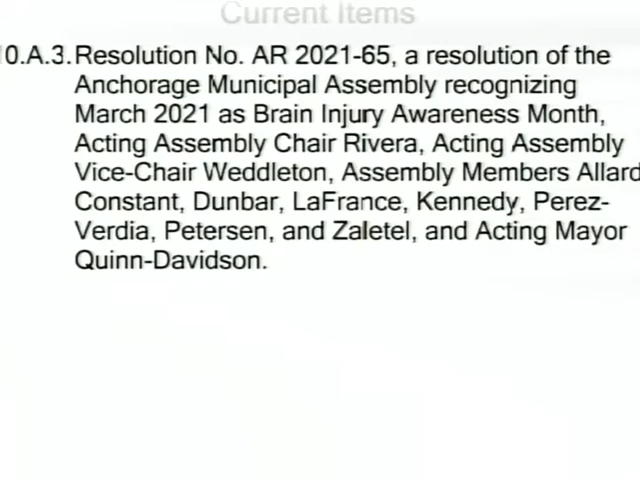 Current Items
0.A.3. Resolution No. AR 2021-65, a resolution of the
Anchorage Municipal Assembly recognizing
March 2021 as Brain Injury Awareness Month,
Acting Assembly Chair Rivera, Acting Assembly
Vice-Chair Weddleton, Assembly Members Allard
Constant, Dunbar, LaFrance, Kennedy, Perez-
Verdia, Petersen, and Zaletel, and Acting Mayor
Quinn-Davidson.